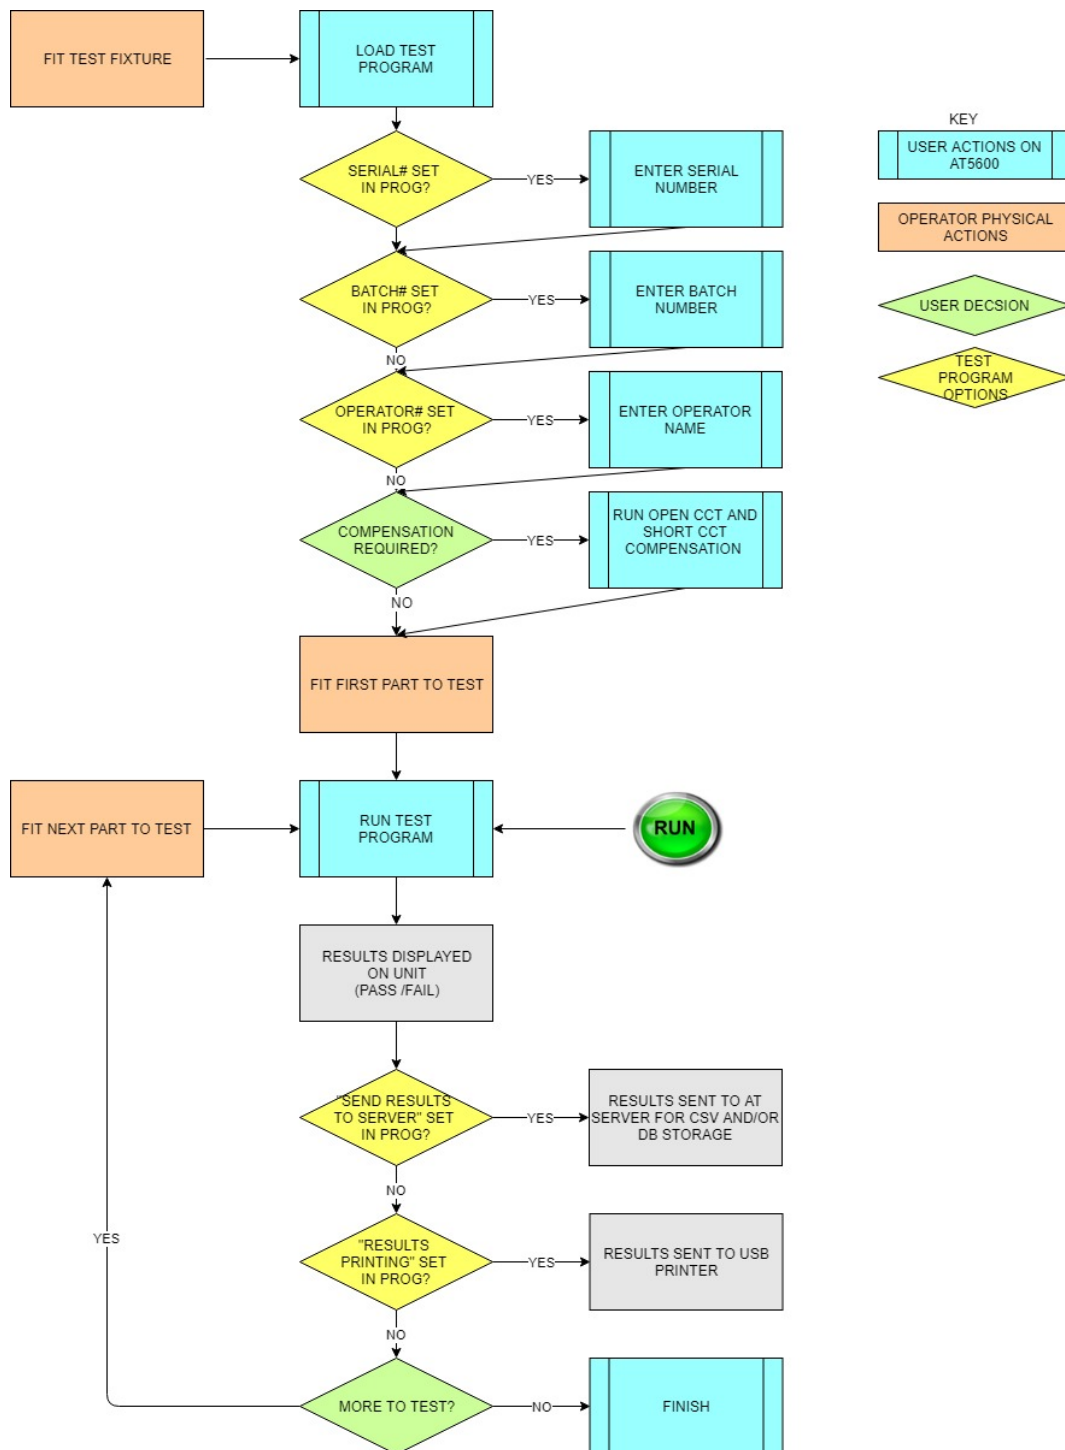 FIT TEST FIXTURE
LOAD TEST
PROGRAM
KEY
USER ACTIONS ON
AT5600
SERIAL# SET
IN PROG?
YES
ENTER SERIAL
NUMBER
OPERATOR PHYSICAL
ACTIONS
BATCH# SET
IN PROG?
YES
ENTER BATCH
NUMBER
USER DECSION
NO
TEST
PROGRAM
OPTIONS
OPERATOR# SET
IN PROG?
YES
ENTER OPERATOR
NAME
NO
COMPENSATION
REQUIRED?
YES
RUN OPEN CCT AND
SHORT CCT
COMPENSATION
NO
FIT FIRST PART TO TEST
FIT NEXT PART TO TEST
RUN TEST
PROGRAM
RUN
RESULTS DISPLAYED
ON UNIT
(PASS /FAIL)
"SEND RESULTS
TO SERVER" SET
IN PROG?
YES
RESULTS SENT TO AT
SERVER FOR CSV AND/OR
DB STORAGE
NO
YES
"RESULTS
PRINTING" SET
IN PROG?
YES
RESULTS SENT TO USB
PRINTER
NO
MORE TO TEST?
NO
FINISH